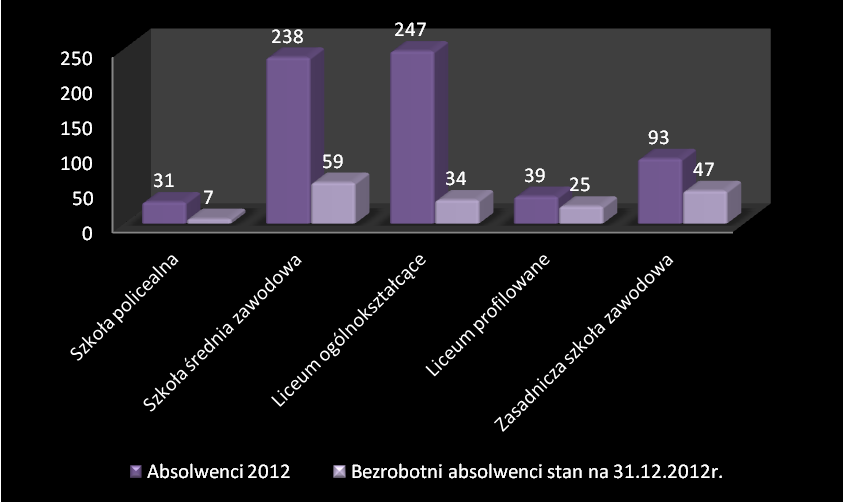 250
200
150
100
50
0
31
7
238
59
247
34
39
25
93
47
Szkoła policealna
Szkoła średnia zawodowa
Liceum ogólnokształcące
Liceum profilowane
Zasadnicza szkoła zawodowa
Absolwenci 2012
Bezrobotni absolwenci stan na 31.12.2012r.